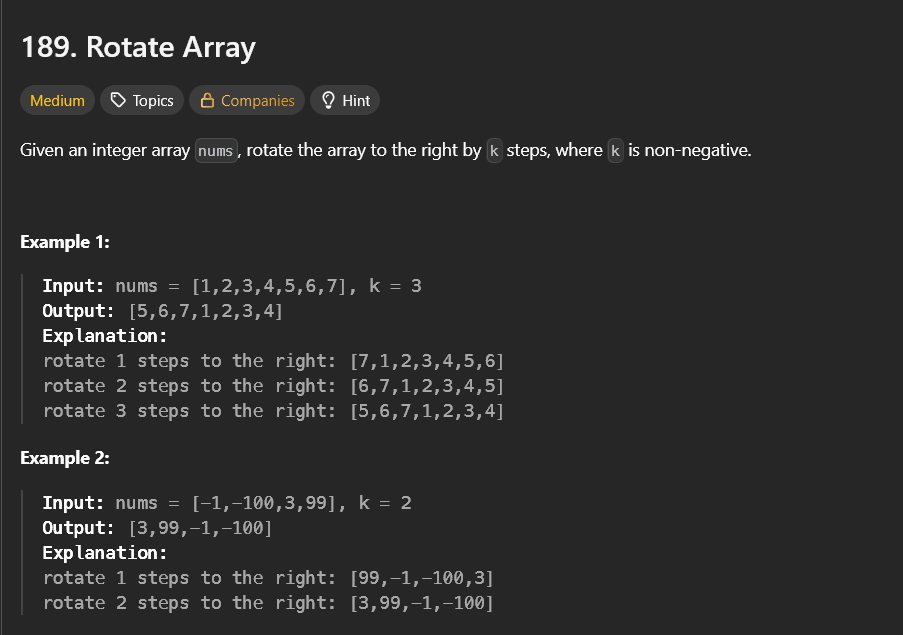 189. Rotate Array
Medium Topics Companies Hint
Given an integer array nums, rotate the array to the right by k steps, where k is non-negative.
Example 1:
Input: nums = [1,2,3,4,5,6,7], k = 3
Output: [5,6,7,1,2,3,4]
Explanation:
rotate 1 steps to the right: [7,1,2,3,4,5,6]
rotate 2 steps to the right: [6,7,1,2,3,4,5]
rotate 3 steps to the right: [5,6,7,1,2,3,4]
Example 2:
Input: nums = [-1,-100,3,99], k = 2
Output: [3,99,-1,-100]
Explanation:
rotate 1 steps to the right: [99,-1,-100,3]
rotate 2 steps to the right: [3,99,-1,-100]